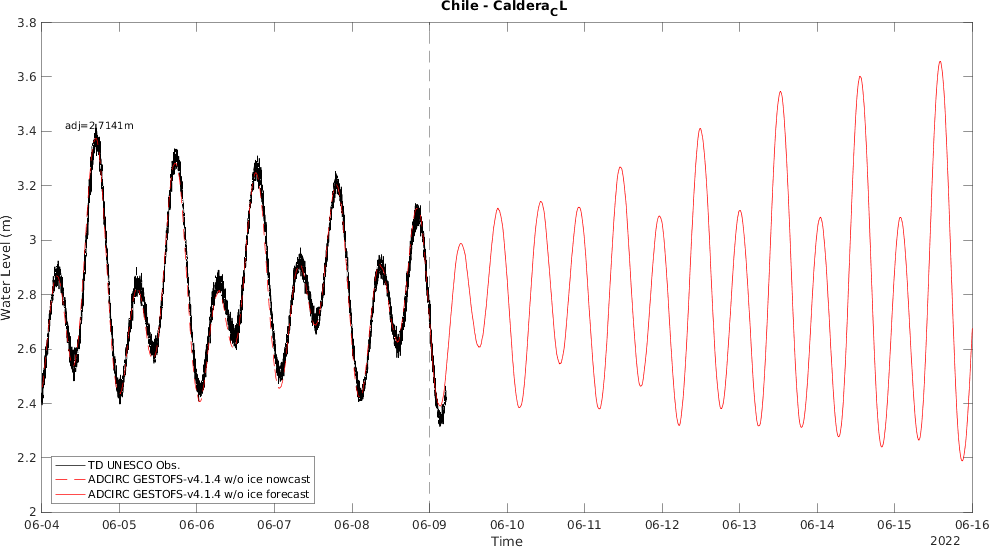 Chile - Caldera_CL
3.8
3.6
3.4
3.2
3
2.8
2.6
2.4
2.2
2
Water Level (m)
adj=2.7141m
TD UNESCO Obs.
ADCIRC GESTOFS-v4.1.4 w/o ice nowcast
ADCIRC GESTOFS-v4.1.4 w/o ice forecast
06-04 06-05 06-06 06-07 06-08 06-09 06-10 06-11 06-12 06-13 06-14 06-15 06-16
Time
2022